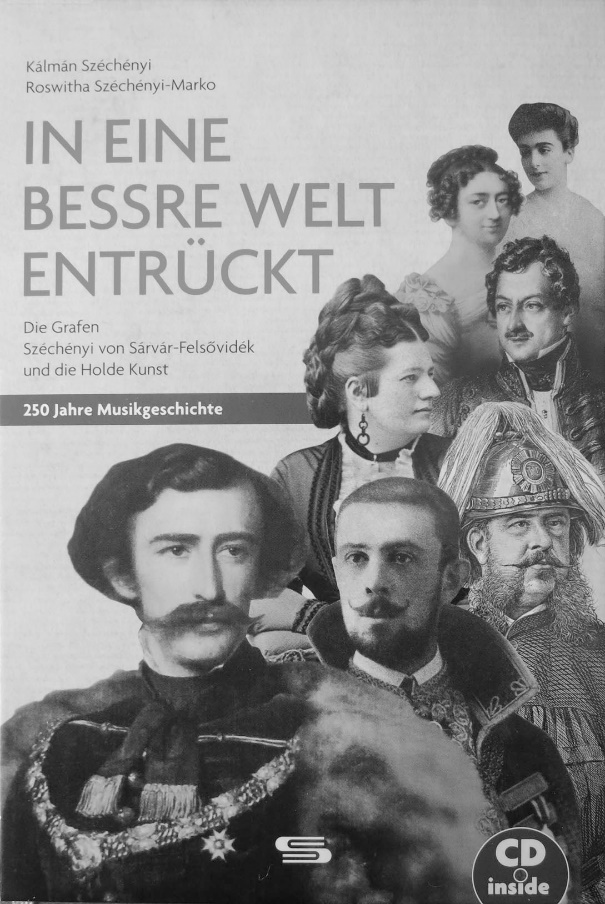 Kálmán Széchényi
Roswitha Széchényi-Marko
IN EINE
BESSRE WELT
ENTRÜCKT
Die Grafen
Széchényi von Sárvár-Felsővidék
und die Holde Kunst
250 Jahre Musikgeschichte
CD
inside